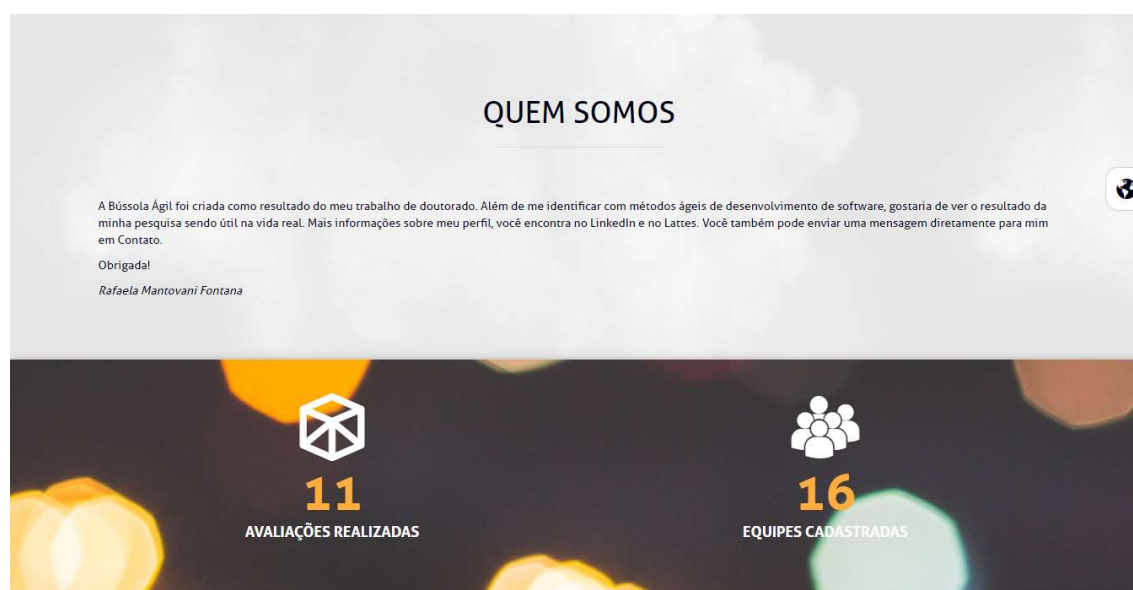 QUEM SOMOS
A Bússola Ágil foi criada como resultado do meu trabalho de doutorado. Além de me identificar com métodos ágeis de desenvolvimento de software, gostaria de ver o resultado da
minha pesquisa sendo útil na vida real. Mais informações sobre meu perfil, você encontra no LinkedIn e no Lattes. Você também pode enviar uma mensagem diretamente para mim
em Contato.
Obrigada!
Rafaela Mantovani Fontana
11
AVALIAÇÕES REALIZADAS
16
EQUIPES CADASTRADAS